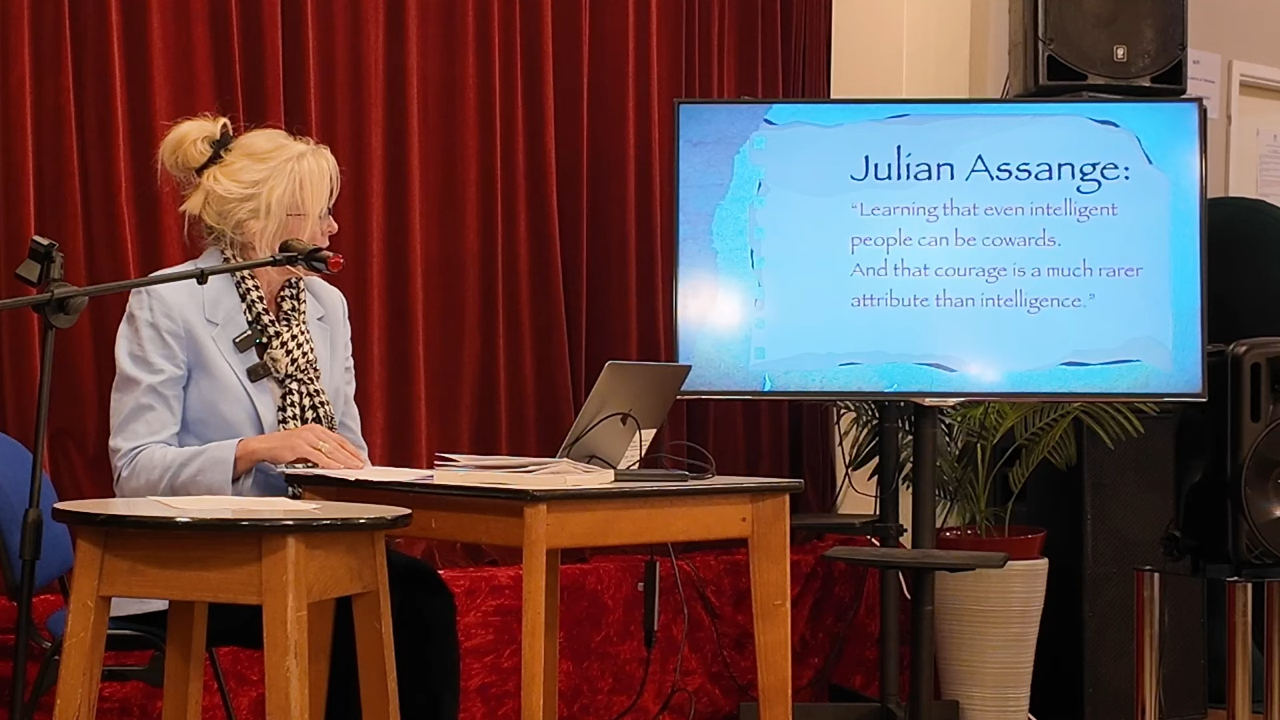 Julian Assange:
“Learning that even intelligent
people can be cowards.
And that courage is a much rarer
attribute than intelligence.”